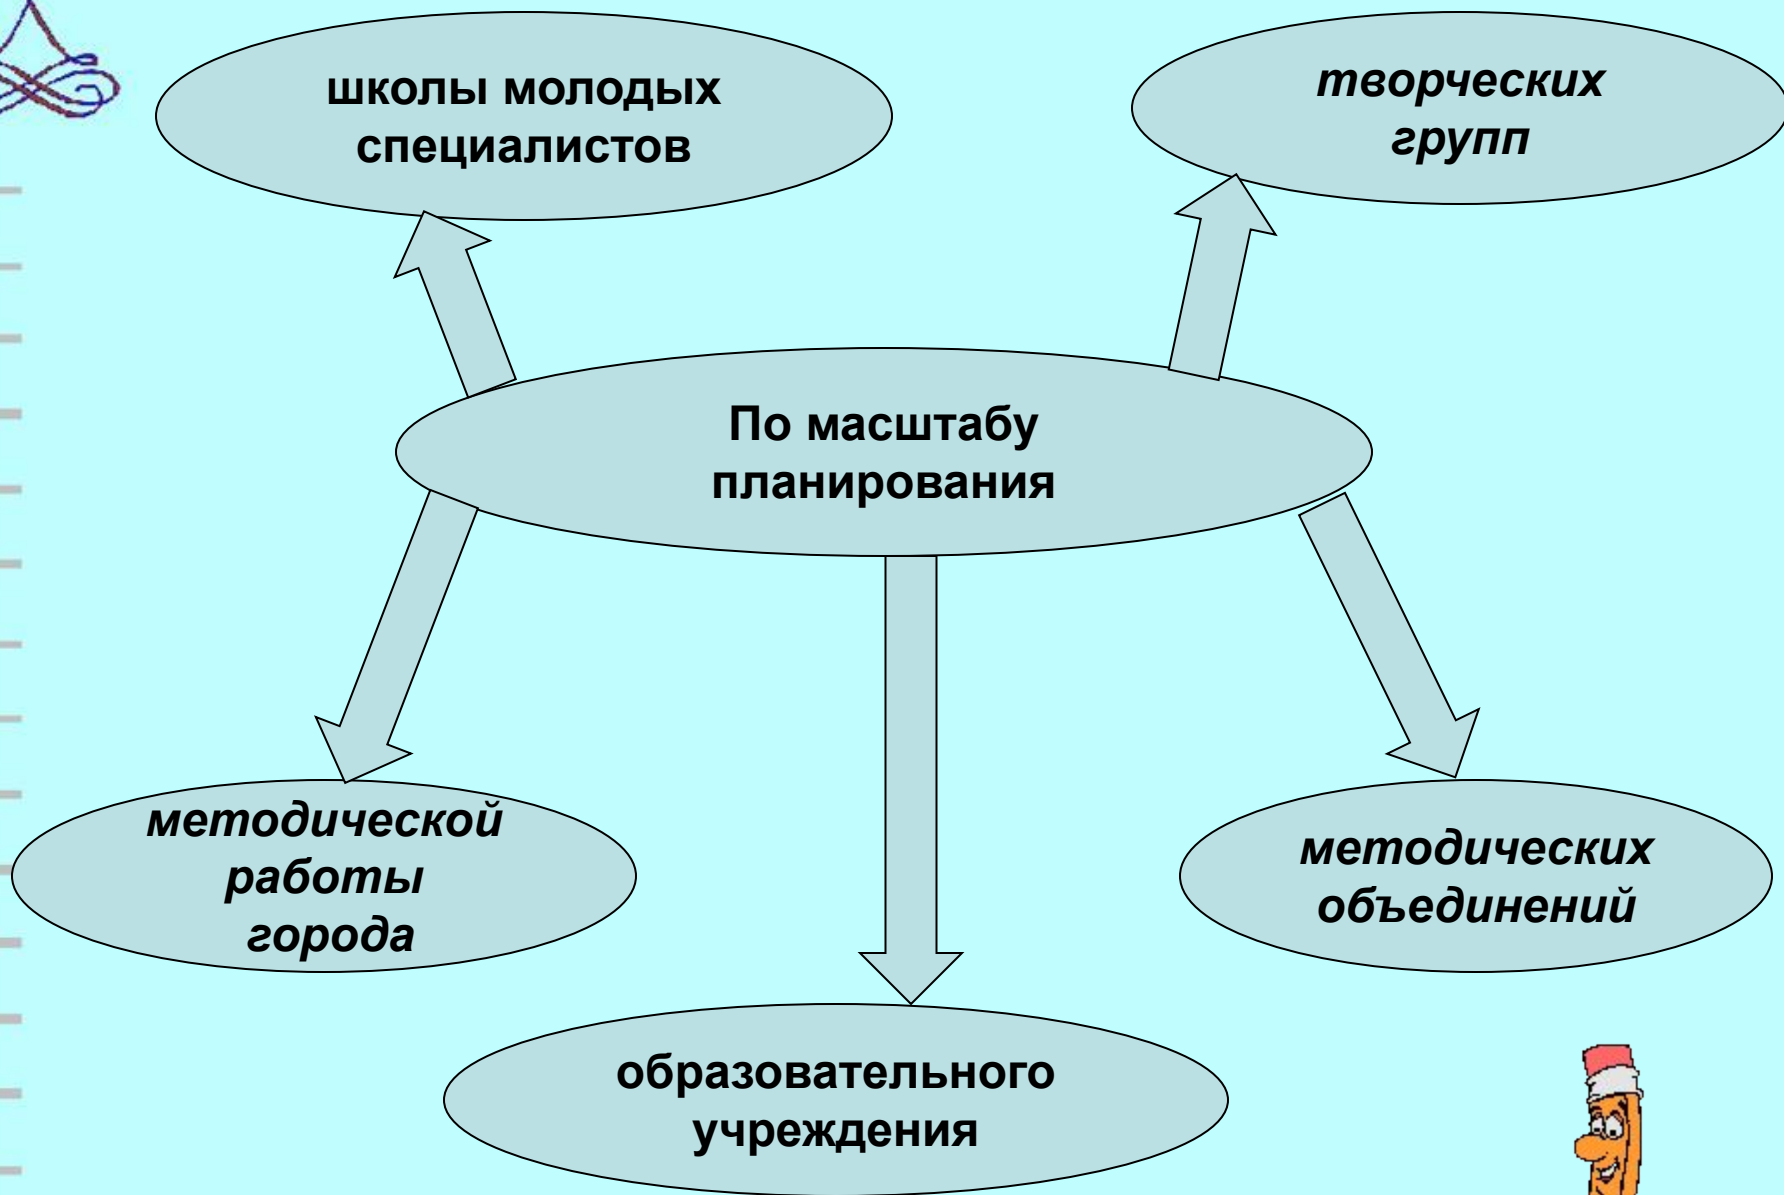 школы молодых
специалистов
творческих
групп
По масштабу
планирования
методической
работы
города
методических
объединений
образовательного
учреждения